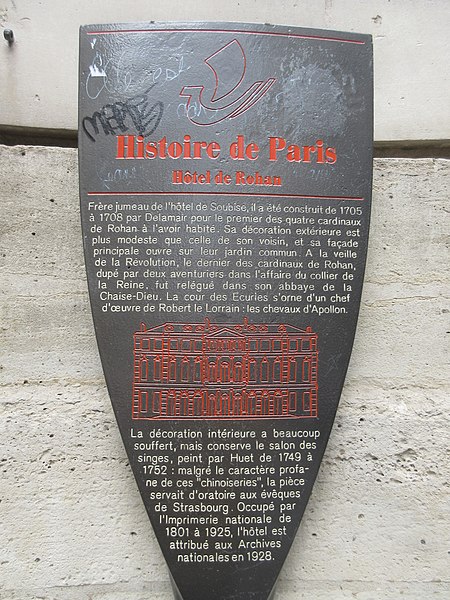 Histoire de Paris
Hôtel de Rohan
Frère jumeau de l'hôtel de Soubise, il a été construit de 1705
à 1708 par Delamair pour le premier des quatre cardinaux
de Rohan à l'avoir habité. Sa décoration extérieure est
plus modeste que celle de son voisin, et sa façade
principale ouvre sur leur jardin commun. A la veille
de la Révolution, le dernier des cardinaux de Rohan,
dupé par deux aventuriers dans l'affaire du collier de
la Reine, fut relégué dans son abbaye de la
Chaise-Dieu. La cour des Ecuries s'orne d'un chef
d'œuvre de Robert le Lorrain : les chevaux d'Apollon.
La décoration intérieure a beaucoup
souffert, mais conserve le salon des
singes, peint par Huet de 1749 à
1752 : malgré le caractère profa-
ne de ces "chinoiseries", la pièce
servait d'oratoire aux évêques
de Strasbourg. Occupé par
l'Imprimerie nationale de
1801 à 1925, l'hôtel est
attribué aux Archives
nationales en 1928.